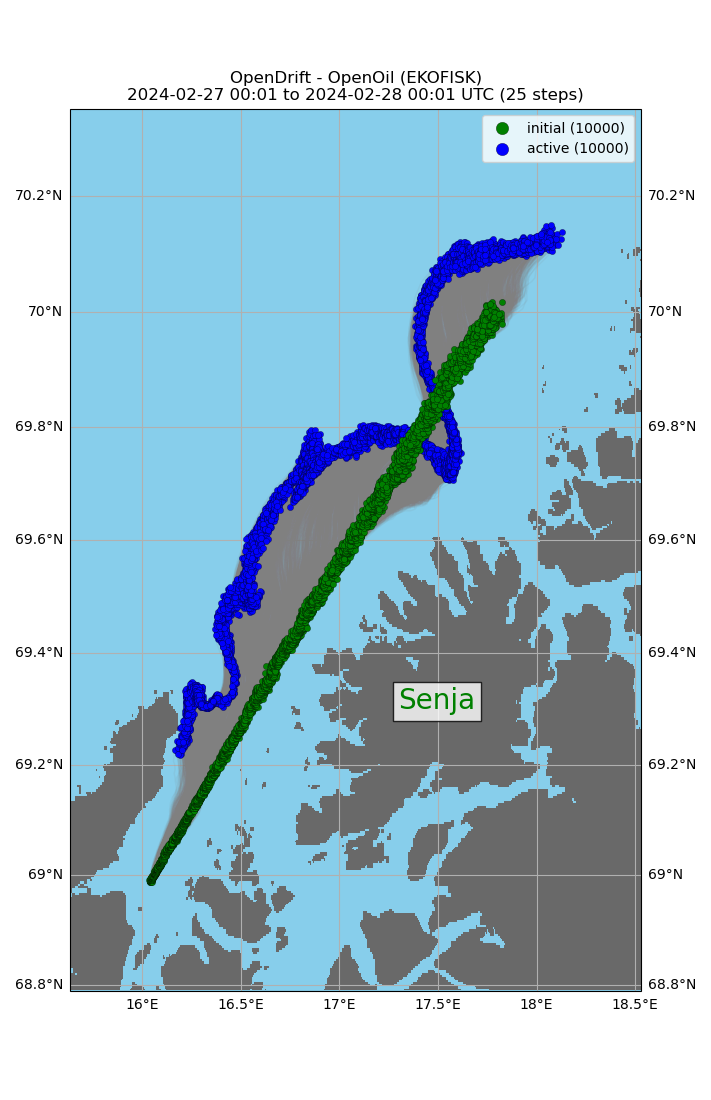 OpenDrift - OpenOil (EKOFISK)
2024-02-27 00:01 to 2024-02-28 00:01 UTC (25 steps)
initial (10000)
active (10000)
70.2°N 70.2°N
70°N 70°N
69.8°N 69.8°N
69.6°N 69.6°N
69.4°N 69.4°N
Senja
69.2°N 69.2°N
69°N 69°N
68.8°N 68.8°N
16°E 16.5°E 17°E 17.5°E 18°E 18.5°E